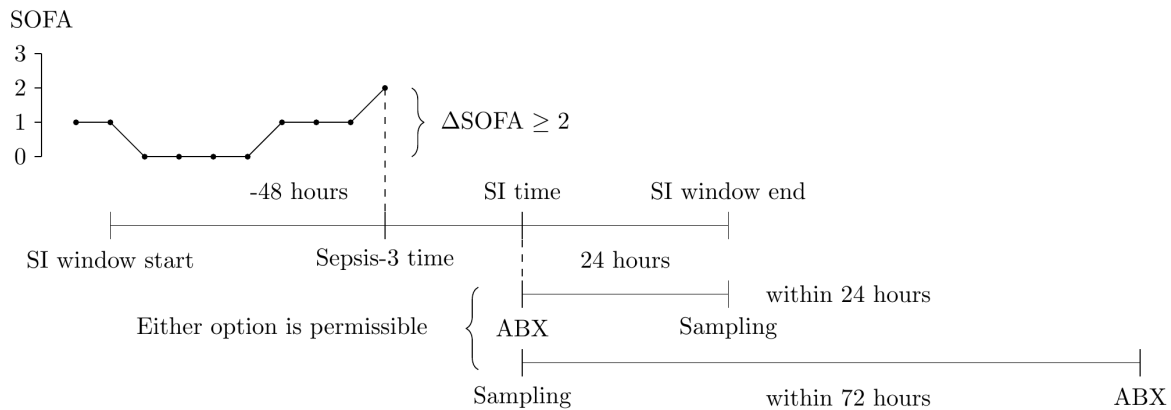 SOFA
3
2
1
0
ΔSOFA ≥ 2
-48 hours
SI time
SI window end
SI window start
Sepsis-3 time
24 hours
within 24 hours
Either option is permissible
ABX
Sampling
Sampling
within 72 hours
ABX